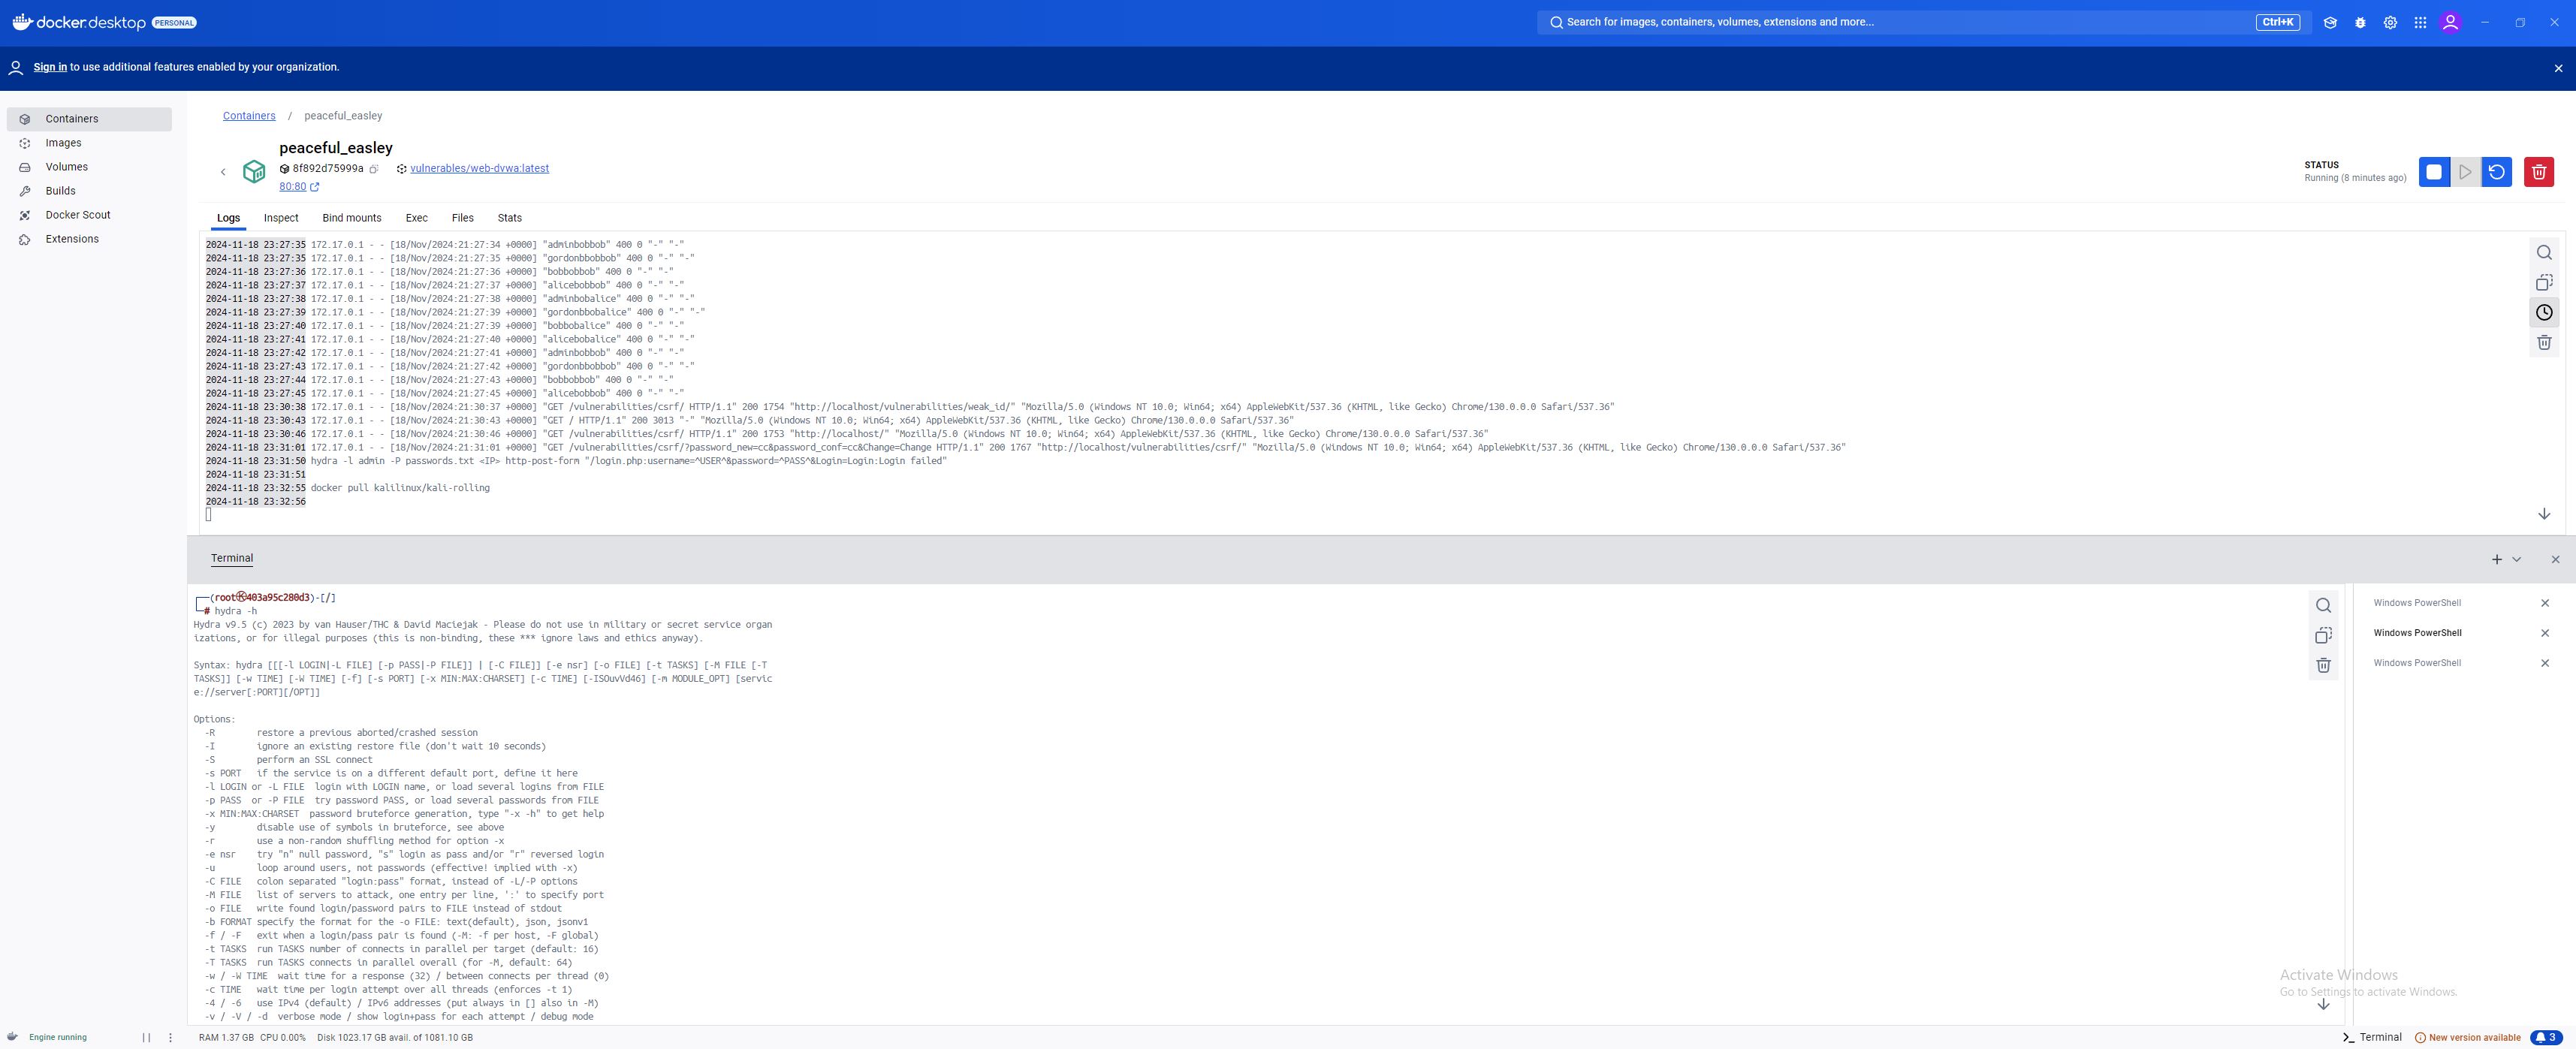 docker.desktop PERSONAL
Search for images, containers, volumes, extensions and more... Ctrl+K
Sign in to use additional features enabled by your organization.
Containers
Images
Volumes
Builds
Docker Scout
Extensions
Containers / peaceful_easley
peaceful_easley
8f892d75999a vulnerables/web-dvwa:latest
80:80
STATUS
Running (8 minutes ago)
Logs Inspect Bind mounts Exec Files Stats
2024-11-18 23:27:35 172.17.0.1 - - [18/Nov/2024:21:27:34 +0000] "adminbobbob" 400 0 "-" "-"
2024-11-18 23:27:35 172.17.0.1 - - [18/Nov/2024:21:27:35 +0000] "gordonbbobbob" 400 0 "-" "-"
2024-11-18 23:27:36 172.17.0.1 - - [18/Nov/2024:21:27:36 +0000] "bobbobbob" 400 0 "-" "-"
2024-11-18 23:27:37 172.17.0.1 - - [18/Nov/2024:21:27:37 +0000] "alicebobbob" 400 0 "-" "-"
2024-11-18 23:27:38 172.17.0.1 - - [18/Nov/2024:21:27:38 +0000] "adminbobalice" 400 0 "-" "-"
2024-11-18 23:27:39 172.17.0.1 - - [18/Nov/2024:21:27:39 +0000] "gordonbbobalice" 400 0 "-" "-"
2024-11-18 23:27:40 172.17.0.1 - - [18/Nov/2024:21:27:39 +0000] "bobbobalice" 400 0 "-" "-"
2024-11-18 23:27:41 172.17.0.1 - - [18/Nov/2024:21:27:40 +0000] "alicebobalice" 400 0 "-" "-"
2024-11-18 23:27:42 172.17.0.1 - - [18/Nov/2024:21:27:41 +0000] "adminbobbob" 400 0 "-" "-"
2024-11-18 23:27:43 172.17.0.1 - - [18/Nov/2024:21:27:42 +0000] "gordonbbobbob" 400 0 "-" "-"
2024-11-18 23:27:44 172.17.0.1 - - [18/Nov/2024:21:27:43 +0000] "bobbobbob" 400 0 "-" "-"
2024-11-18 23:27:45 172.17.0.1 - - [18/Nov/2024:21:27:45 +0000] "alicebobbob" 400 0 "-" "-"
2024-11-18 23:30:38 172.17.0.1 - - [18/Nov/2024:21:30:37 +0000] "GET /vulnerabilities/csrf/ HTTP/1.1" 200 1754 "http://localhost/vulnerabilities/weak_id/" "Mozilla/5.0 (Windows NT 10.0; Win64; x64) AppleWebKit/537.36 (KHTML, like Gecko) Chrome/130.0.0.0 Safari/537.36"
2024-11-18 23:30:43 172.17.0.1 - - [18/Nov/2024:21:30:43 +0000] "GET / HTTP/1.1" 200 3013 "-" "Mozilla/5.0 (Windows NT 10.0; Win64; x64) AppleWebKit/537.36 (KHTML, like Gecko) Chrome/130.0.0.0 Safari/537.36"
2024-11-18 23:30:46 172.17.0.1 - - [18/Nov/2024:21:30:46 +0000] "GET /vulnerabilities/csrf/ HTTP/1.1" 200 1753 "http://localhost/" "Mozilla/5.0 (Windows NT 10.0; Win64; x64) AppleWebKit/537.36 (KHTML, like Gecko) Chrome/130.0.0.0 Safari/537.36"
2024-11-18 23:31:01 172.17.0.1 - - [18/Nov/2024:21:31:01 +0000] "GET /vulnerabilities/csrf/?password_new=cc&password_conf=cc&Change=Change HTTP/1.1" 200 1767 "http://localhost/vulnerabilities/csrf/" "Mozilla/5.0 (Windows NT 10.0; Win64; x64) AppleWebKit/537.36 (KHTML, like Gecko) Chrome/130.0.0.0 Safari/537.36"
2024-11-18 23:31:50 hydra -l admin -P passwords.txt <IP> http-post-form "/login.php:username=^USER^&password=^PASS^&Login=Login:Login failed"
2024-11-18 23:31:51
2024-11-18 23:32:55 docker pull kalilinux/kali-rolling
2024-11-18 23:32:56
Terminal
(root㉿403a95c280d3)-[/]
# hydra -h
Hydra v9.5 (c) 2023 by van Hauser/THC & David Maciejak - Please do not use in military or secret service organ
izations, or for illegal purposes (this is non-binding, these *** ignore laws and ethics anyway).
Syntax: hydra [[[-l LOGIN|-L FILE] [-p PASS|-P FILE]] | [-C FILE]] [-e nsr] [-o FILE] [-t TASKS] [-M FILE [-T
TASKS]] [-w TIME] [-W TIME] [-f] [-s PORT] [-x MIN:MAX:CHARSET] [-c TIME] [-ISOuvVd46] [-m MODULE_OPT] [servic
e://server[:PORT][/OPT]]
Options:
-R restore a previous aborted/crashed session
-I ignore an existing restore file (don't wait 10 seconds)
-S perform an SSL connect
-s PORT if the service is on a different default port, define it here
-l LOGIN or -L FILE login with LOGIN name, or load several logins from FILE
-p PASS or -P FILE try password PASS, or load several passwords from FILE
-x MIN:MAX:CHARSET password bruteforce generation, type "-x -h" to get help
-y disable use of symbols in bruteforce, see above
-r use a non-random shuffling method for option -x
-e nsr try "n" null password, "s" login as pass and/or "r" reversed login
-u loop around users, not passwords (effective! implied with -x)
-C FILE colon separated "login:pass" format, instead of -L/-P options
-M FILE list of servers to attack, one entry per line, ':' to specify port
-o FILE write found login/password pairs to FILE instead of stdout
-b FORMAT specify the format for the -o FILE: text(default), json, jsonv1
-f / -F exit when a login/pass pair is found (-M: -f per host, -F global)
-t TASKS run TASKS number of connects in parallel per target (default: 16)
-T TASKS run TASKS connects in parallel overall (for -M, default: 64)
-w / -W TIME wait time for a response (32) / between connects per thread (0)
-c TIME wait time per login attempt over all threads (enforces -t 1)
-4 / -6 use IPv4 (default) / IPv6 addresses (put always in [] also in -M)
-v / -V / -d verbose mode / show login+pass for each attempt / debug mode
Windows PowerShell
Windows PowerShell
Windows PowerShell
Activate Windows
Go to Settings to activate Windows.
Engine running
RAM 1.37 GB CPU 0.00% Disk 1023.17 GB avail. of 1081.10 GB
Terminal
New version available
3